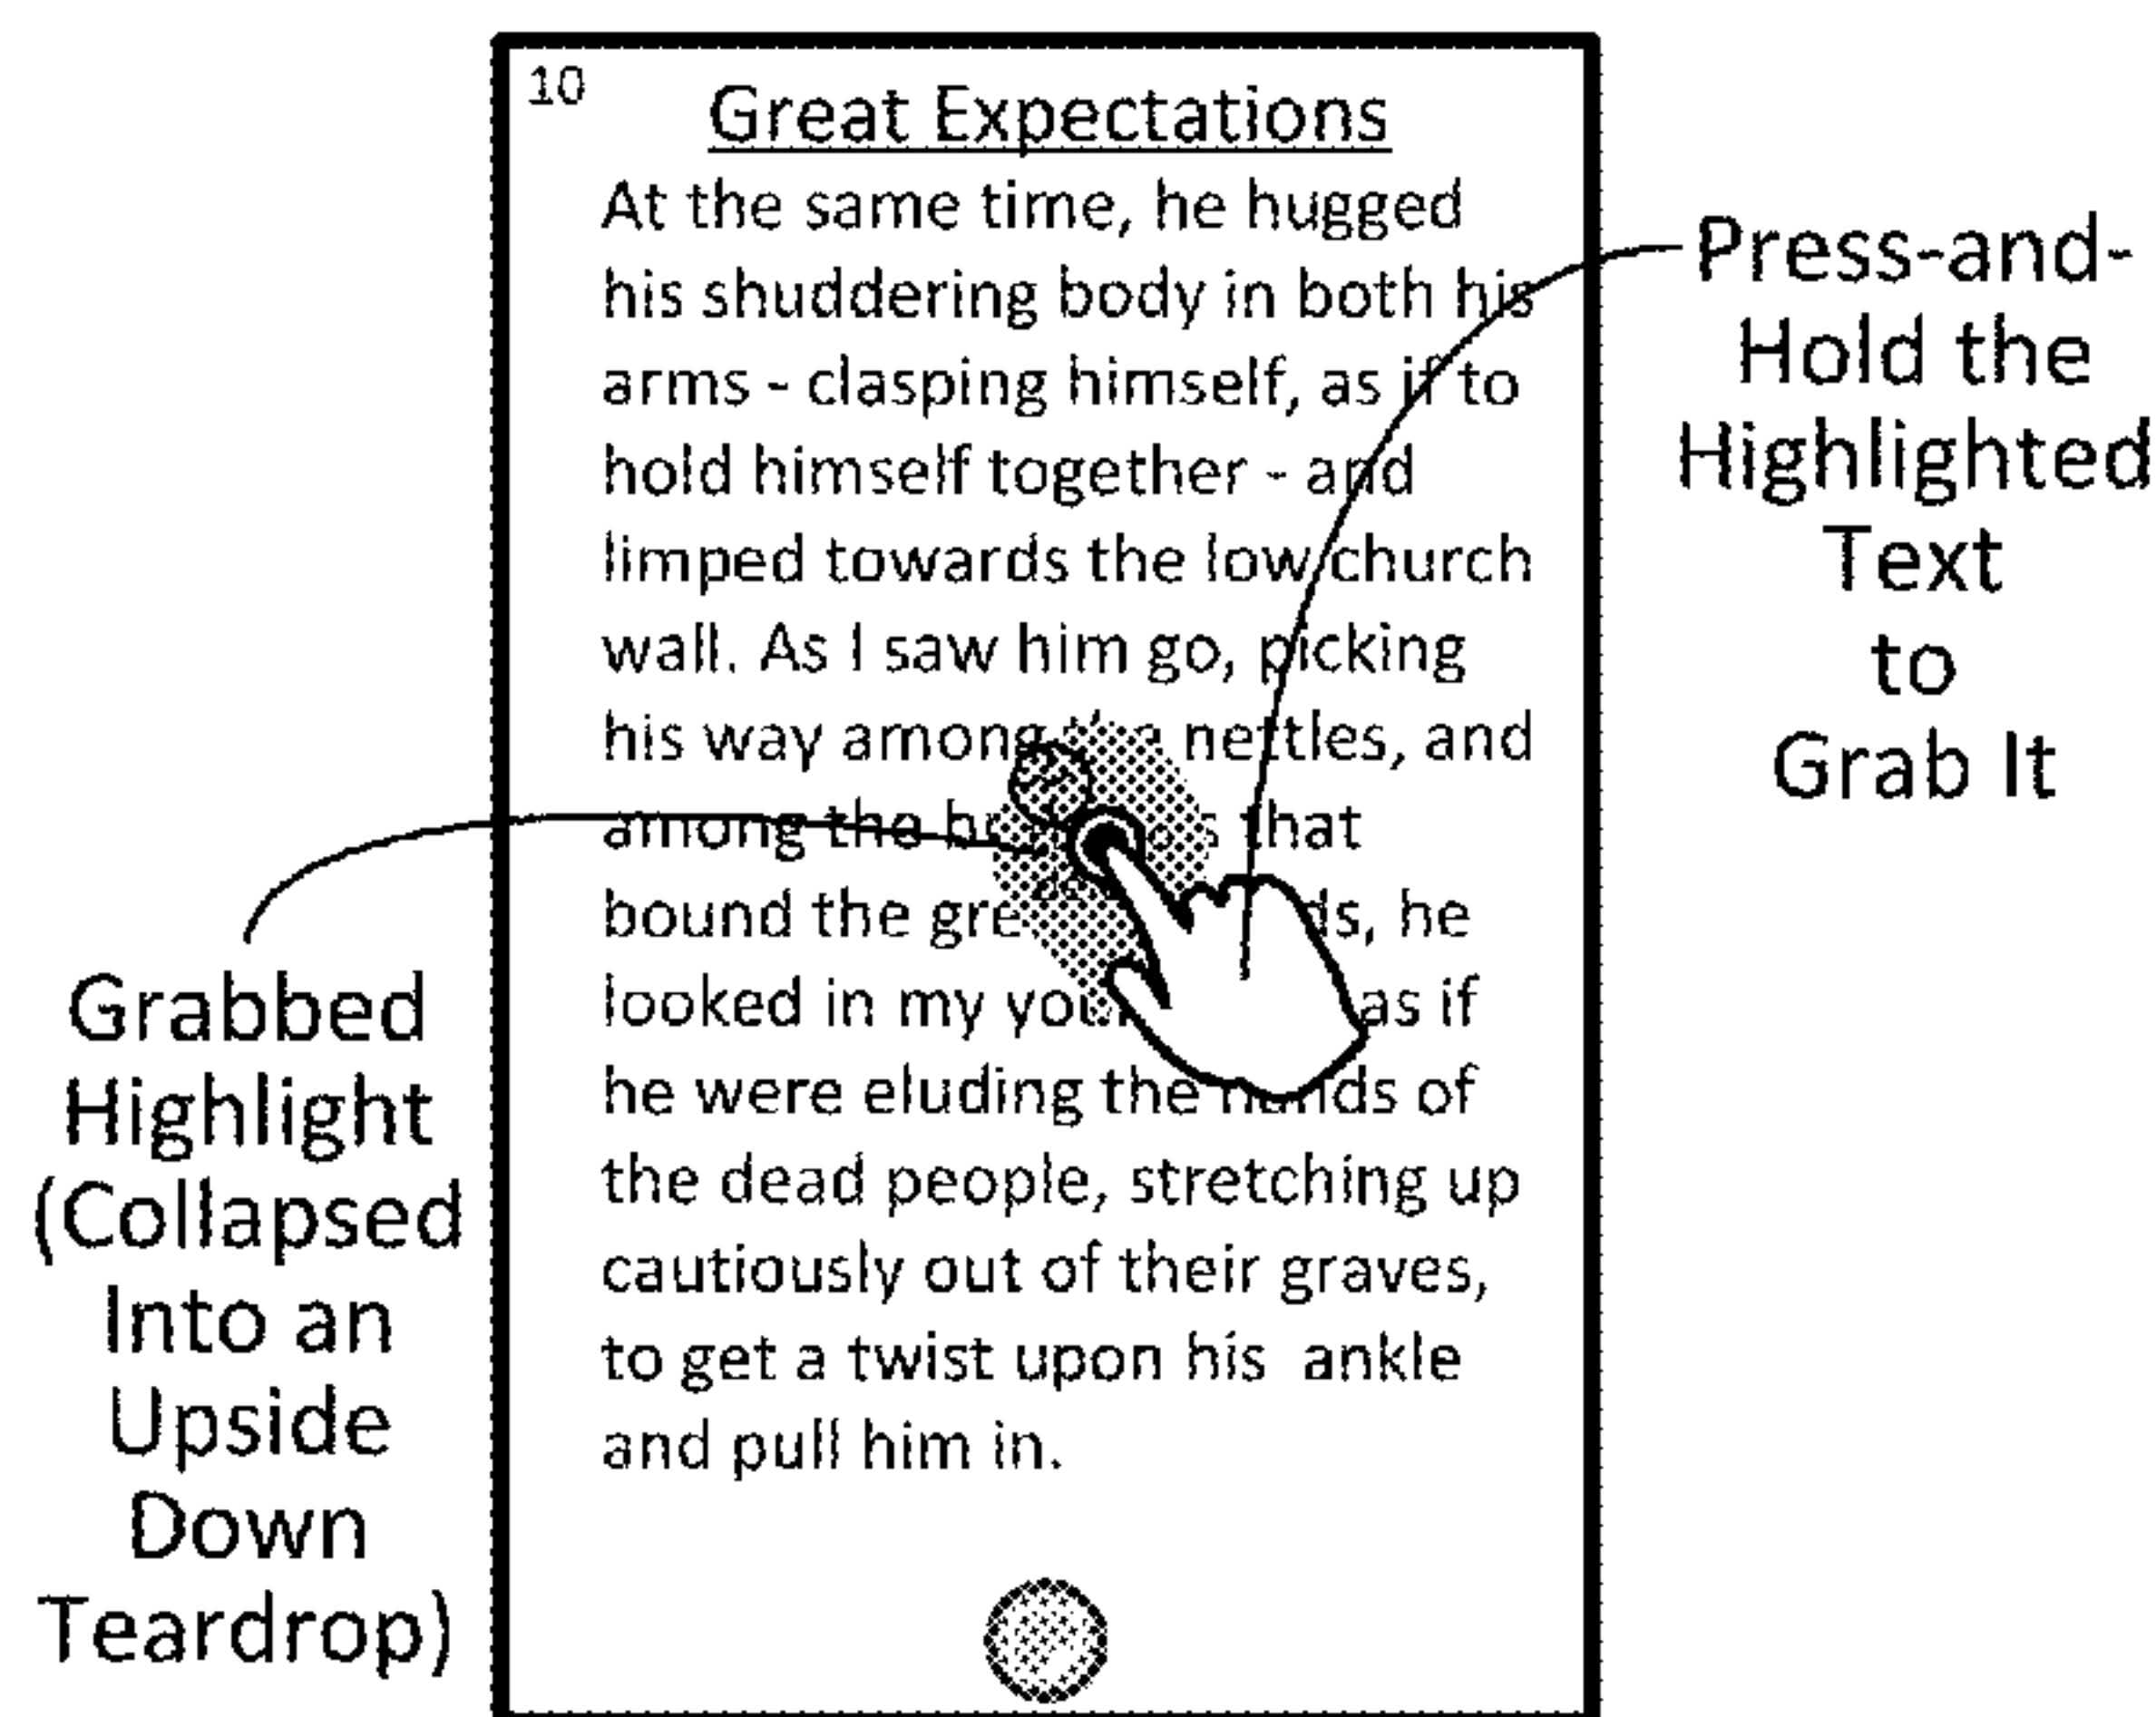 10
Great Expectations
At the same time, he hugged
his shuddering body in both his
arms - clasping himself, as if to
hold himself together - and
limped towards the low church
wall. As I saw him go, picking
his way among nettles, and
among the that
bound the he
looked in my as if
he were eluding the of
the dead people, stretching up
cautiously out of their graves,
to get a twist upon his ankle
and pull him in.
Press-and-
Hold the
Highlighted
Text
to
Grab It
Grabbed
Highlight
(Collapsed
Into an
Upside
Down
Teardrop)